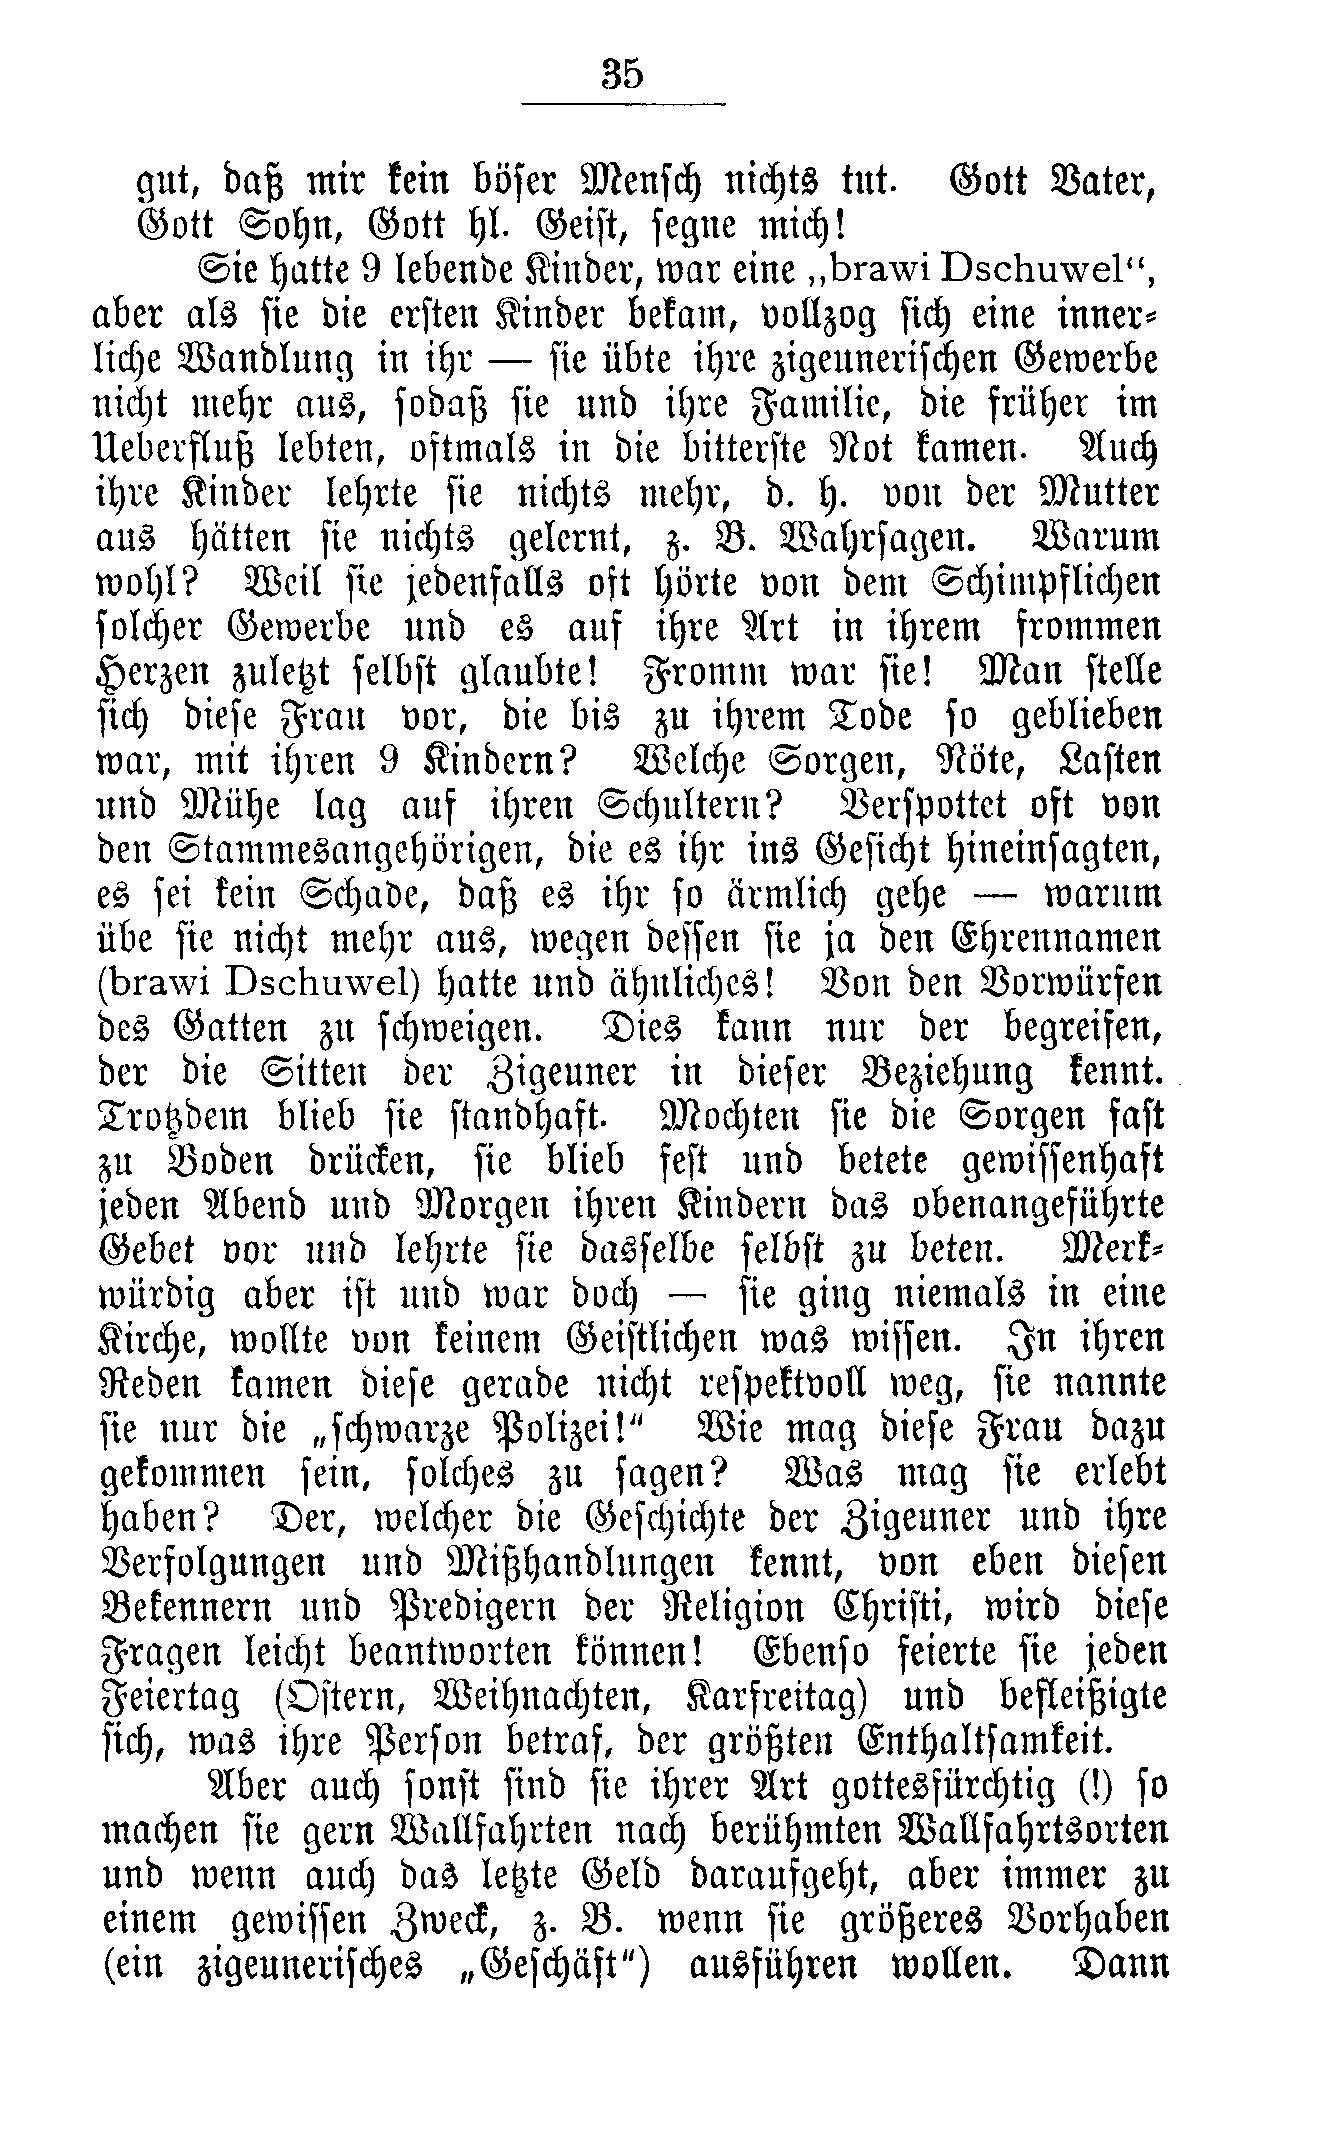 35
gut, daß mir kein böser Mensch nichts tut. Gott Vater,
Gott Sohn, Gott hl. Geist, segne mich!
Sie hatte 9 lebende Kinder, war eine „brawi Dschuwel“,
aber als sie die ersten Kinder bekam, vollzog sich eine inner-
liche Wandlung in ihr — sie übte ihre zigeunerischen Gewerbe
nicht mehr aus, sodaß sie und ihre Familie, die früher im
Ueberfluß lebten, oftmals in die bitterste Not kamen. Auch
ihre Kinder lehrte sie nichts mehr, d. h. von der Mutter
aus hätten sie nichts gelernt, z. B. Wahrsagen. Warum
wohl? Weil sie jedenfalls oft hörte von dem Schimpflichen
solcher Gewerbe und es auf ihre Art in ihrem frommen
Herzen zuletzt selbst glaubte! Fromm war sie! Man stelle
sich diese Frau vor, die bis zu ihrem Tode so geblieben
war, mit ihren 9 Kindern? Welche Sorgen, Nöte, Lasten
und Mühe lag auf ihren Schultern? Verspottet oft von
den Stammesangehörigen, die es ihr ins Gesicht hineinsagten,
es sei kein Schade, daß es ihr so ärmlich gehe — warum
übe sie nicht mehr aus, wegen dessen sie ja den Ehrennamen
(brawi Dschuwel) hatte und ähnliches! Von den Vorwürfen
des Gatten zu schweigen. Dies kann nur der begreifen,
der die Sitten der Zigeuner in dieser Beziehung kennt.
Trotzdem blieb sie standhaft. Mochten sie die Sorgen fast
zu Boden drücken, sie blieb fest und betete gewissenhaft
jeden Abend und Morgen ihren Kindern das obenangeführte
Gebet vor und lehrte sie dasselbe selbst zu beten. Merk-
würdig aber ist und war doch — sie ging niemals in eine
Kirche, wollte von keinem Geistlichen was wissen. In ihren
Reden kamen diese gerade nicht respektvoll weg, sie nannte
sie nur die „schwarze Polizei!“ Wie mag diese Frau dazu
gekommen sein, solches zu sagen? Was mag sie erlebt
haben? Der, welcher die Geschichte der Zigeuner und ihre
Verfolgungen und Mißhandlungen kennt, von eben diesen
Bekennern und Predigern der Religion Christi, wird diese
Fragen leicht beantworten können! Ebenso feierte sie jeden
Feiertag (Ostern, Weihnachten, Karfreitag) und befleißigte
sich, was ihre Person betraf, der größten Enthaltsamkeit.
Aber auch sonst sind sie ihrer Art gottesfürchtig (!) so
machen sie gern Wallfahrten nach berühmten Wallfahrtsorten
und wenn auch das letzte Geld daraufgeht, aber immer zu
einem gewissen Zweck, z. B. wenn sie größeres Vorhaben
(ein zigeunerisches „Geschäft“) ausführen wollen. Dann